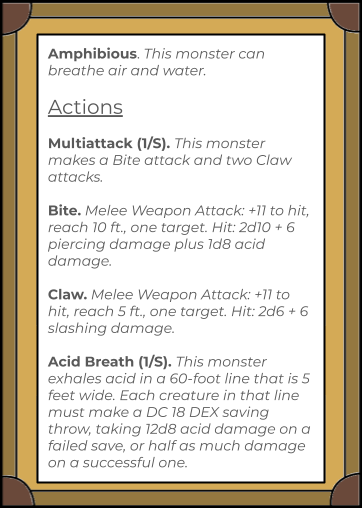 Amphibious. This monster can
breathe air and water.
Actions
Multiattack (1/S). This monster
makes a Bite attack and two Claw
attacks.
Bite. Melee Weapon Attack: +11 to hit,
reach 10 ft., one target. Hit: 2d10 + 6
piercing damage plus 1d8 acid
damage.
Claw. Melee Weapon Attack: +11 to
hit, reach 5 ft., one target. Hit: 2d6 + 6
slashing damage.
Acid Breath (1/S). This monster
exhales acid in a 60-foot line that is 5
feet wide. Each creature in that line
must make a DC 18 DEX saving
throw, taking 12d8 acid damage on a
failed save, or half as much damage
on a successful one.